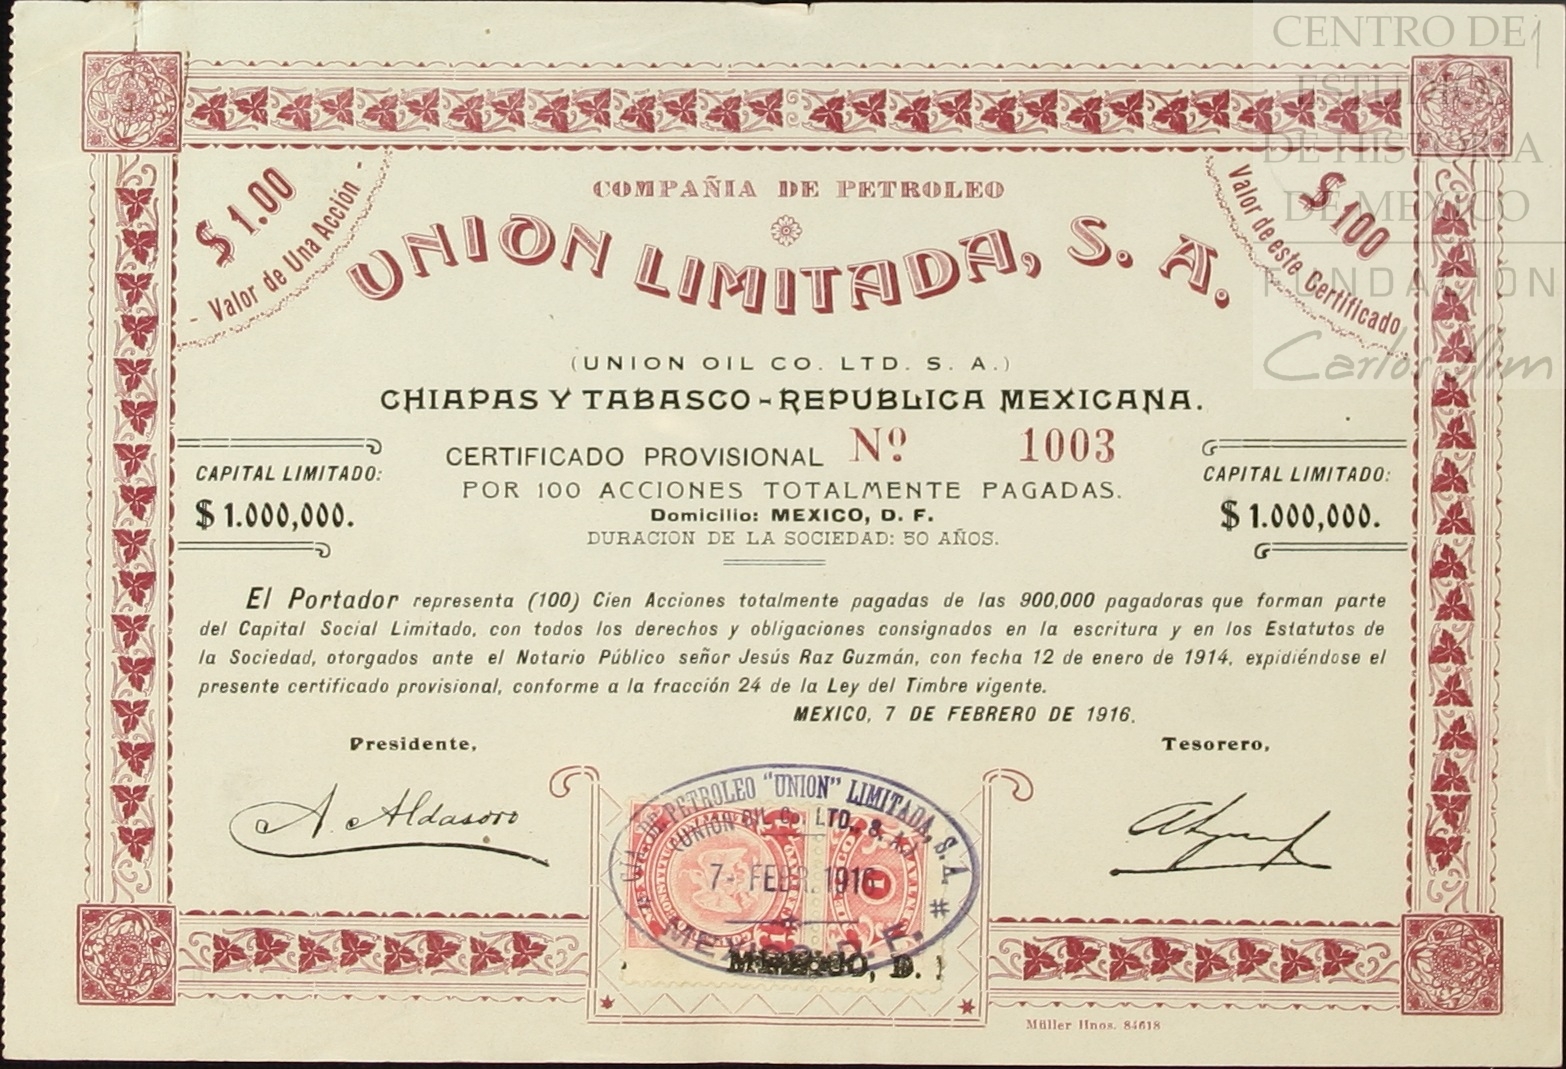 CENTRO DE
ESTUDIOS
DE HISTORIA
DE MEXICO
FUNDACIÓN
Carlos Slim
$ 1.00
- Valor de Una Acción -
$ 100
Valor de este Certificado
COMPAÑIA DE PETROLEO
UNION LIMITADA, S. A.
(UNION OIL CO. LTD. S. A.)
CHIAPAS Y TABASCO - REPUBLICA MEXICANA.
CERTIFICADO PROVISIONAL Nº 1003
POR 100 ACCIONES TOTALMENTE PAGADAS.
Domicilio: MEXICO, D. F.
DURACION DE LA SOCIEDAD: 50 AÑOS.
CAPITAL LIMITADO:
$ 1.000,000.
CAPITAL LIMITADO:
$ 1.000,000.
El Portador representa (100) Cien Acciones totalmente pagadas de las 900,000 pagadoras que forman parte
del Capital Social Limitado, con todos los derechos y obligaciones consignados en la escritura y en los Estatutos de
la Sociedad, otorgados ante el Notario Público señor Jesús Raz Guzmán, con fecha 12 de enero de 1914, expidiéndose el
presente certificado provisional, conforme a la fracción 24 de la Ley del Timbre vigente.
MEXICO, 7 DE FEBRERO DE 1916.
Presidente,
Tesorero,
A. Aldasoro
CIA. DE PETROLEO "UNION" LIMITADA, S. A.
(UNION OIL Co. LTD., S. A.)
7 - FEBR. 1916
MEXICO, D. F.
D.
Müller Hnos. 84618